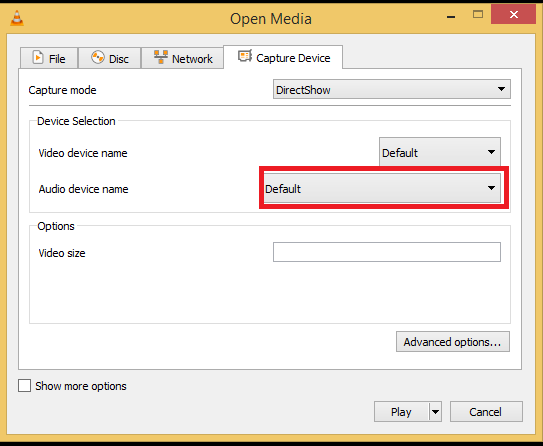 Open Media
File Disc Network Capture Device
Capture mode DirectShow
Device Selection
Video device name Default
Audio device name Default
Options
Video size
Advanced options...
Show more options
Play Cancel